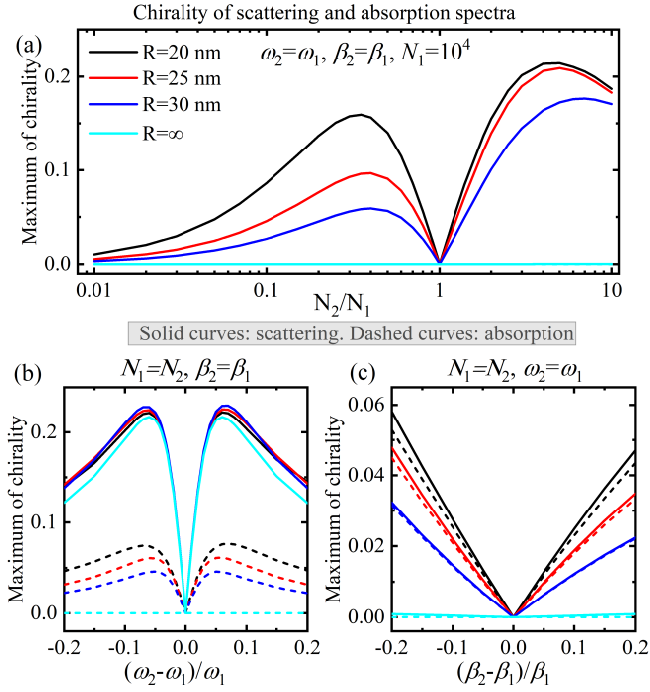 Chirality of scattering and absorption spectra
(a)
ω₂=ω₁, β₂=β₁, N₁=10⁴
R=20 nm
R=25 nm
R=30 nm
R=∞
Maximum of chirality
0.2
0.1
0.0
0.01
0.1
1
10
N₂/N₁
Solid curves: scattering. Dashed curves: absorption
(b)
N₁=N₂, β₂=β₁
Maximum of chirality
0.2
0.1
0.0
-0.2
-0.1
0.0
0.1
0.2
(ω₂-ω₁)/ω₁
(c)
N₁=N₂, ω₂=ω₁
Maximum of chirality
0.06
0.04
0.02
0.00
-0.2
-0.1
0.0
0.1
0.2
(β₂-β₁)/β₁